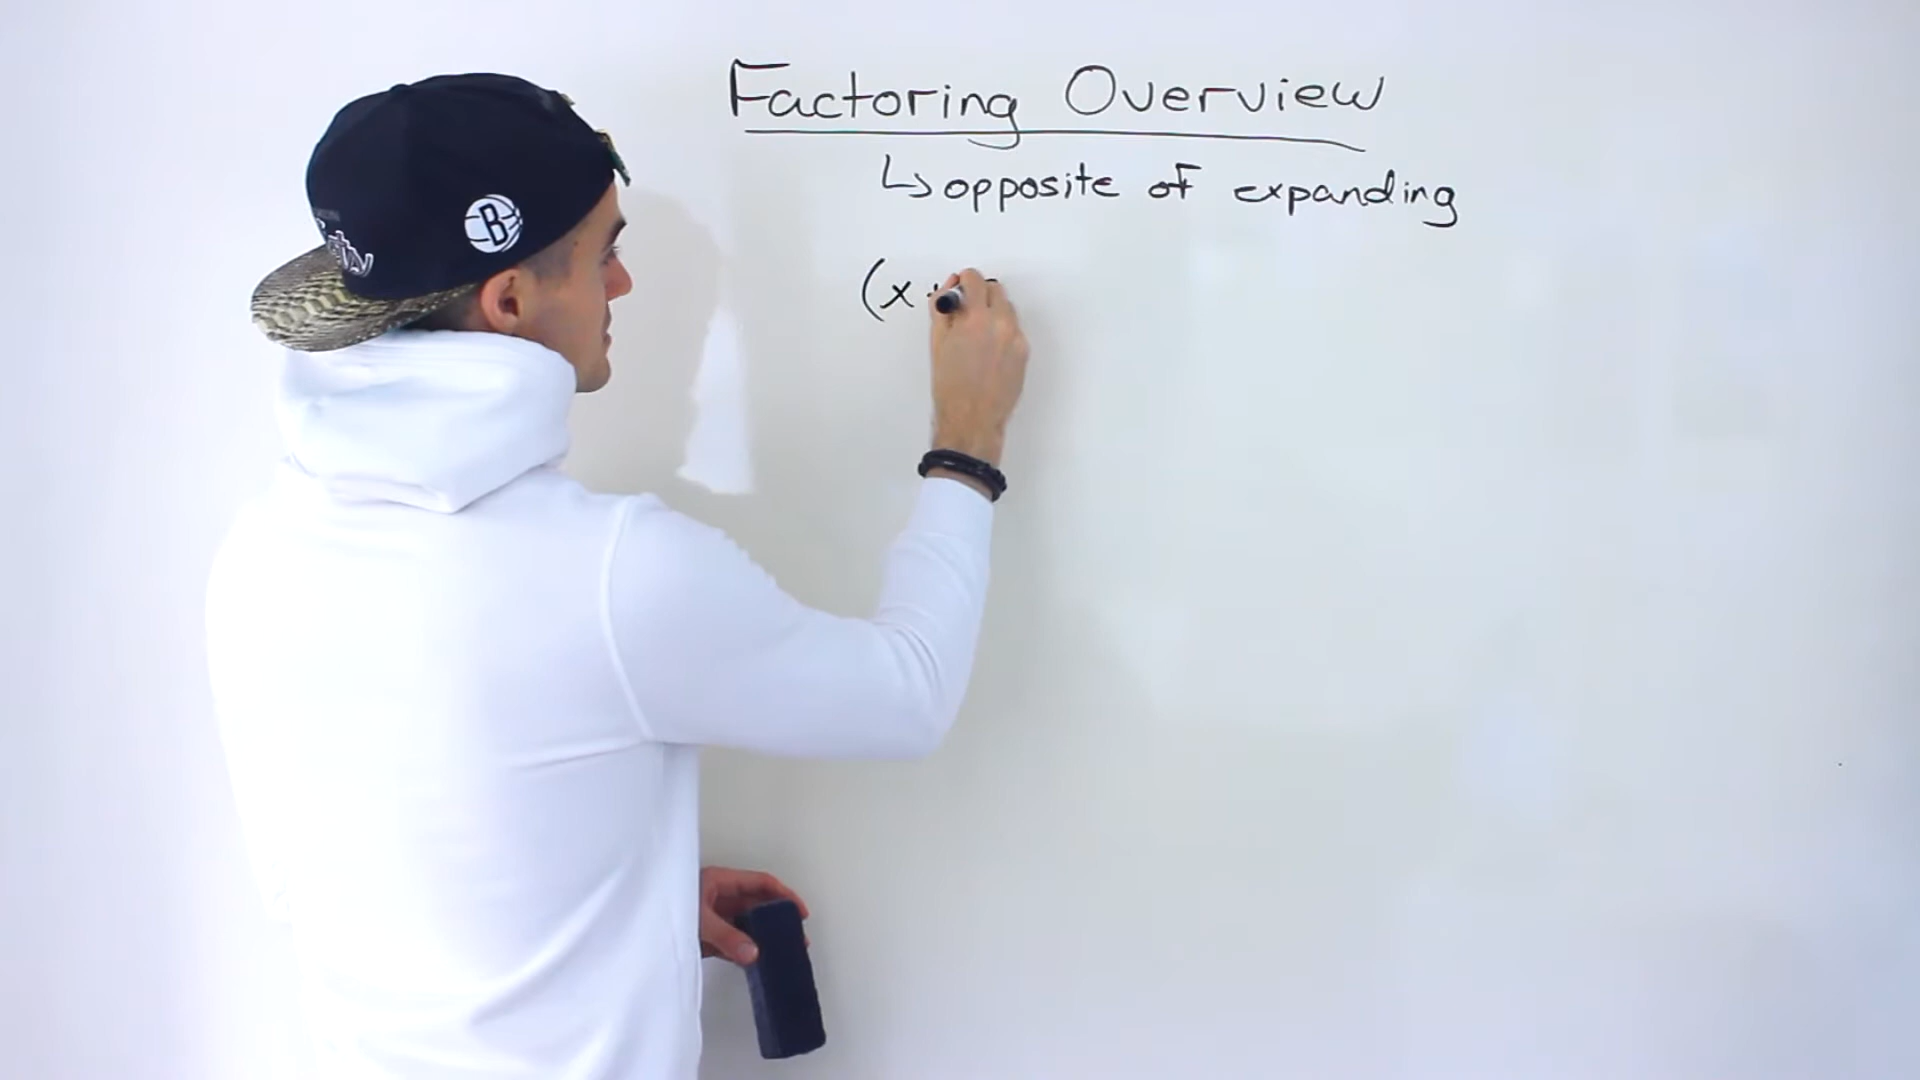 Factoring Overview
↳ opposite of expanding
(x +
B